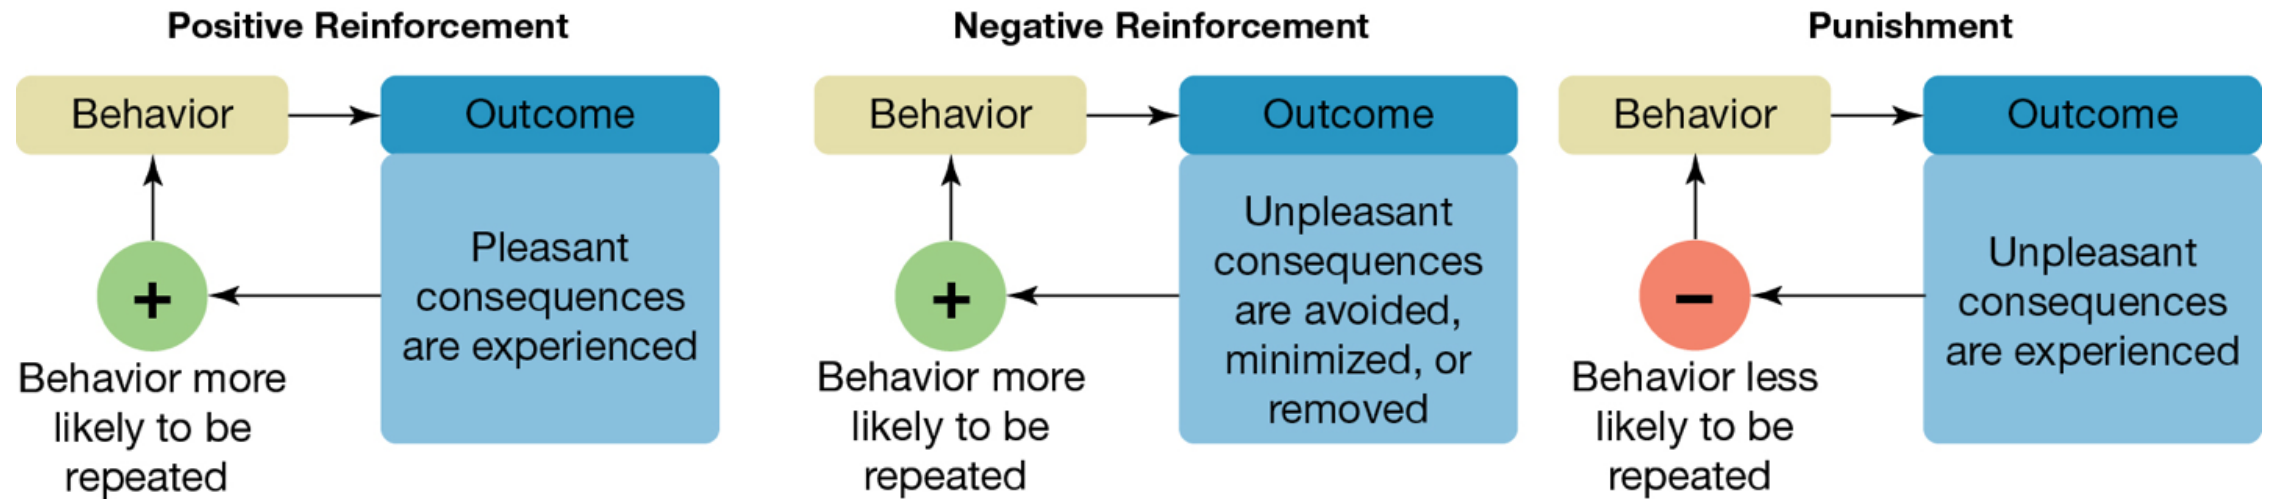 Positive Reinforcement
Behavior
Outcome
Pleasant
consequences
are experienced
+
Behavior more
likely to be
repeated
Negative Reinforcement
Behavior
Outcome
Unpleasant
consequences
are avoided,
minimized, or
removed
+
Behavior more
likely to be
repeated
Punishment
Behavior
Outcome
Unpleasant
consequences
are experienced
−
Behavior less
likely to be
repeated